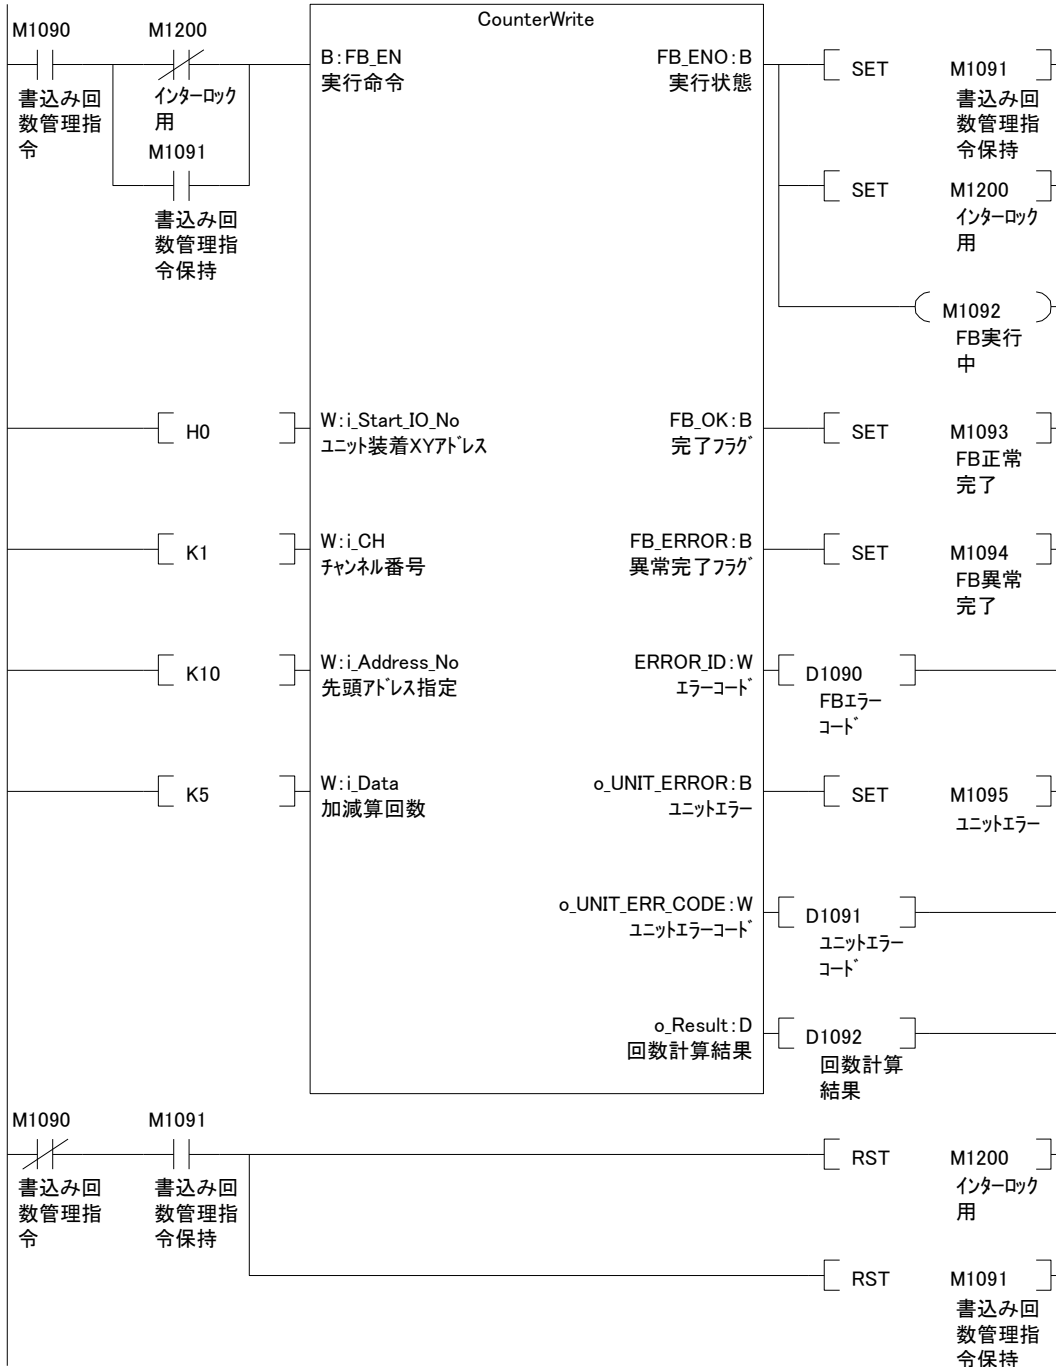 CounterWrite
M1090
M1200
B:FB_EN
実行命令
FB_ENO:B
実行状態
SET M1091
書込み回
数管理指
令保持
書込み回
数管理指
令
インターロック
用
M1091
書込み回
数管理指
令保持
SET M1200
インターロック
用
M1092
FB実行
中
H0
W:i_Start_IO_No
ユニット装着XYアドレス
FB_OK:B
完了フラグ
SET M1093
FB正常
完了
K1
W:i_CH
チャンネル番号
FB_ERROR:B
異常完了フラグ
SET M1094
FB異常
完了
K10
W:i_Address_No
先頭アドレス指定
ERROR_ID:W
エラーコード
D1090
FBエラー
コード
K5
W:i_Data
加減算回数
o_UNIT_ERROR:B
ユニットエラー
SET M1095
ユニットエラー
o_UNIT_ERR_CODE:W
ユニットエラーコード
D1091
ユニットエラー
コード
o_Result:D
回数計算結果
D1092
回数計算
結果
M1090
M1091
書込み回
数管理指
令
書込み回
数管理指
令保持
RST M1200
インターロック
用
RST M1091
書込み回
数管理指
令保持